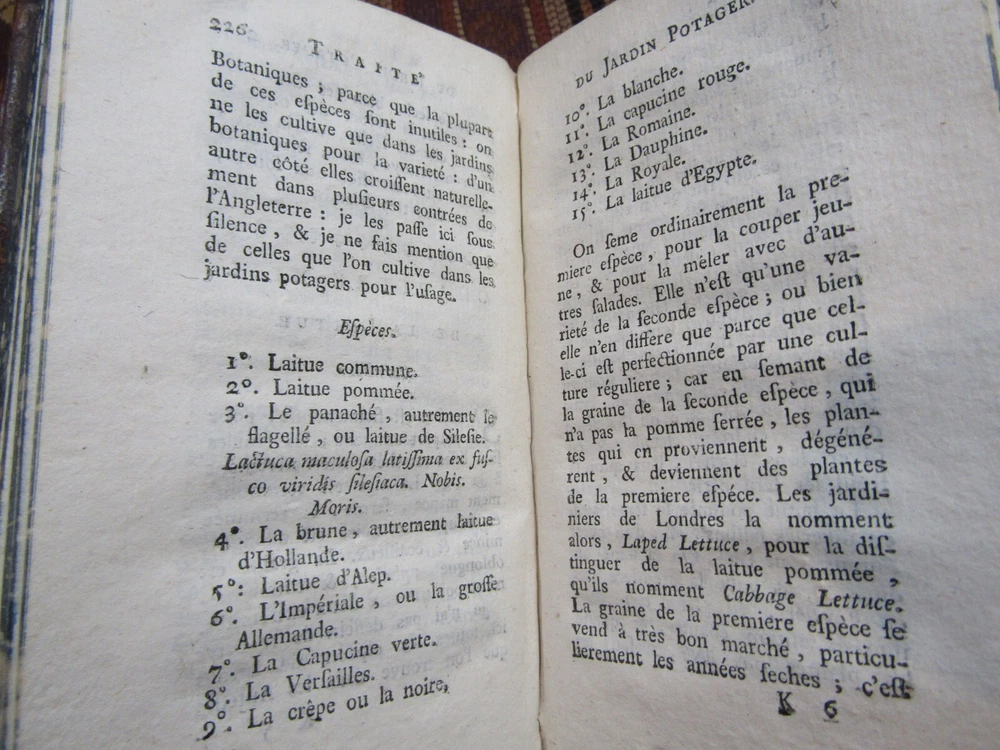 226
TRAITÉ
Botaniques ; parce que la plupart
de ces eſpèces ſont inutiles : on
ne les cultive que dans les jardins
botaniques pour la varieté : d'un
autre côté elles croiſſent naturelle-
ment dans pluſieurs contrées de
l'Angleterre : je les paſſe ici ſous
ſilence , & je ne fais mention que
de celles que l'on cultive dans les
jardins potagers pour l'uſage.
Eſpèces.
1°. Laitue commune.
2°. Laitue pommée.
3°. Le panaché , autrement le
flagellé , ou laitue de Sileſie.
Lactuca maculoſa latiſſima ex fuſ-
co viridis ſileſiaca. Nobis.
Moris.
4°. La brune , autrement laitue
d'Hollande.
5°: Laitue d'Alep.
6°. L'Impériale , ou la groſſe
Allemande.
7°. La Capucine verte.
8°. La Verſailles.
9°. La crêpe ou la noire,
DU JARDIN POTAGER.
10°. La blanche.
11°. La capucine rouge.
12°. La Romaine.
13°. La Dauphine.
14°. La Royale.
15°. La laitue d'Egypte.
On ſeme ordinairement la pre-
miere eſpèce , pour la couper jeu-
ne , & pour la mêler avec d'au-
tres ſalades. Elle n'eſt qu'une va-
rieté de la ſeconde eſpèce ; ou bien
elle n'en differe que parce que cel-
le-ci eſt perfectionnée par une cul-
ture réguliere ; car en ſemant de
la graine de la ſeconde eſpèce , qui
n'a pas la pomme ſerrée , les plan-
tes qui en proviennent , dégéné-
rent , & deviennent des plantes
de la premiere eſpéce. Les jardi-
niers de Londres la nomment
alors , Laped Lettuce , pour la diſ-
tinguer de la laitue pommée ,
qu'ils nomment Cabbage Lettuce.
La graine de la premiere eſpèce ſe
vend à très bon marché , particu-
lierement les années ſeches ; c'eſt
K 6